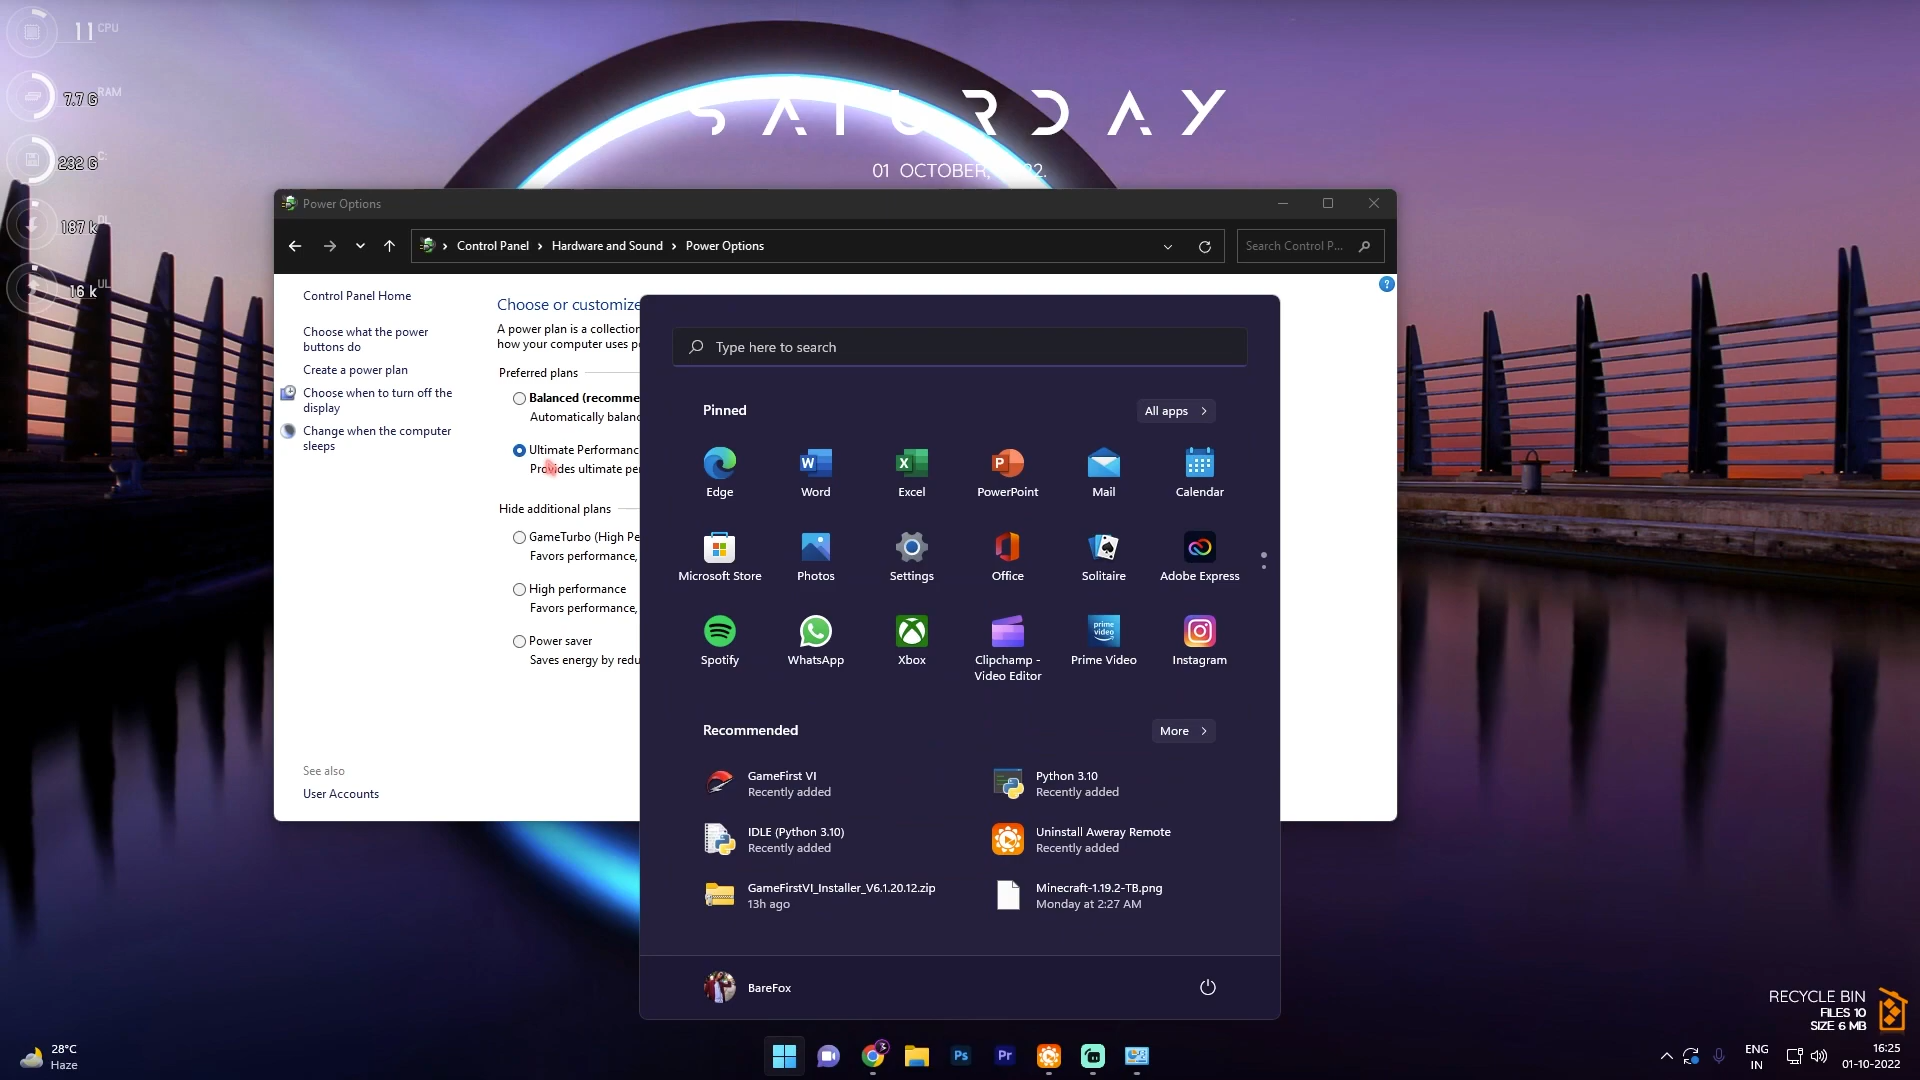 11 CPU
7.7 G RAM
232 G C:
187 k DL
16 k UL
SATURDAY
01 OCTOBER,
Power Options
Control Panel > Hardware and Sound > Power Options
Search Control P...
Control Panel Home
Choose what the power
buttons do
Create a power plan
Choose when to turn off the
display
Change when the computer
sleeps
See also
User Accounts
Choose or customize
A power plan is a collection
how your computer uses
Preferred plans
Balanced
Automatically
Ultimate
Provides ultimate
Hide additional plans
GameTurbo (High
Favors performance,
High performance
Favors performance,
Power saver
Saves energy by
Type here to search
Pinned
All apps >
Edge
Word
Excel
PowerPoint
Mail
Calendar
Microsoft Store
Photos
Settings
Office
Solitaire
Adobe Express
Spotify
WhatsApp
Xbox
Clipchamp -
Video Editor
prime
video
Prime Video
Instagram
Recommended
More >
GameFirst VI
Recently added
Python 3.10
Recently added
IDLE (Python 3.10)
Recently added
Uninstall Aweray Remote
Recently added
GameFirstVI_Installer_V6.1.20.12.zip
13h ago
Minecraft-1.19.2-TB.png
Monday at 2:27 AM
BareFox
RECYCLE BIN
FILES 10
SIZE 6 MB
28°C
Haze
Ps
Pr
ENG
IN
16:25
01-10-2022